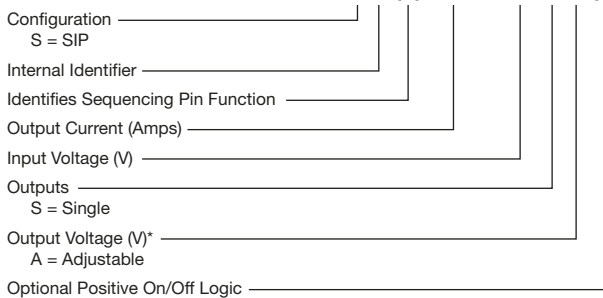 Configuration
S = SIP
Internal Identifier
Identifies Sequencing Pin Function
Output Current (Amps)
Input Voltage (V)
Outputs
S = Single
Output Voltage (V)*
A = Adjustable
Optional Positive On/Off Logic